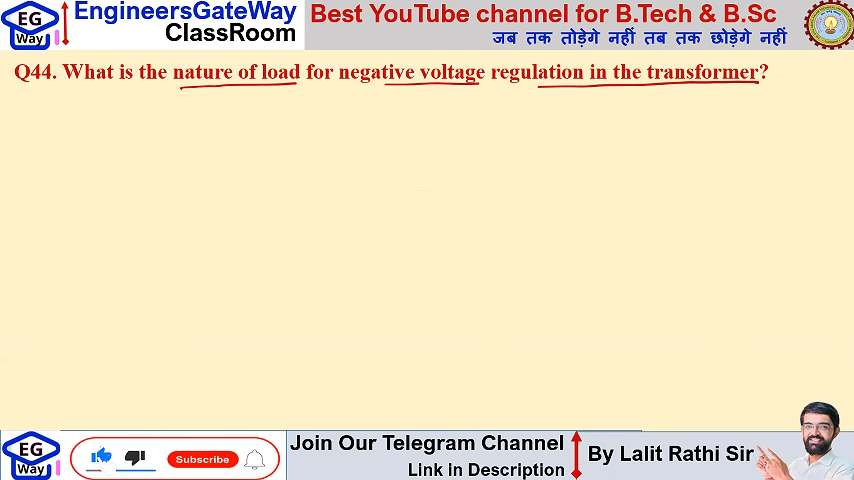 EG
Way
EngineersGateWay
ClassRoom
Best YouTube channel for B.Tech & B.Sc
जब तक तोड़ेगे नहीं तब तक छोड़ेगे नहीं
Q44. What is the nature of load for negative voltage regulation in the transformer?
EG
Way
Subscribe
Join Our Telegram Channel
Link in Description
By Lalit Rathi Sir